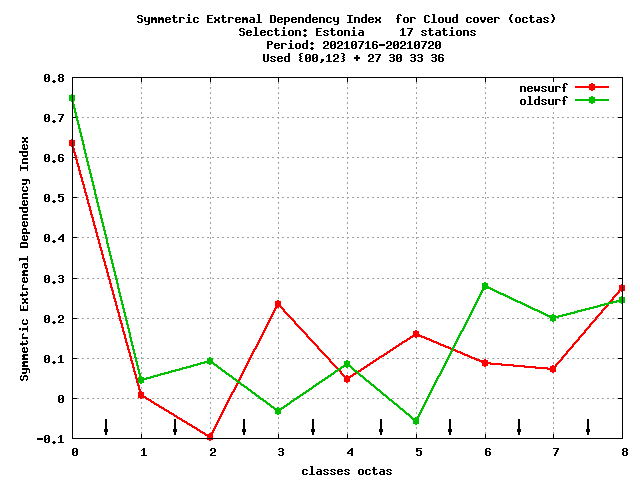 Symmetric Extremal Dependency Index  for Cloud cover (octas)
Selection: Estonia     17 stations
Period: 20210716-20210720
Used {00,12} + 27 30 33 36
newsurf
oldsurf
Symmetric Extremal Dependency Index
0.8
0.7
0.6
0.5
0.4
0.3
0.2
0.1
0
-0.1
0 1 2 3 4 5 6 7 8
classes octas